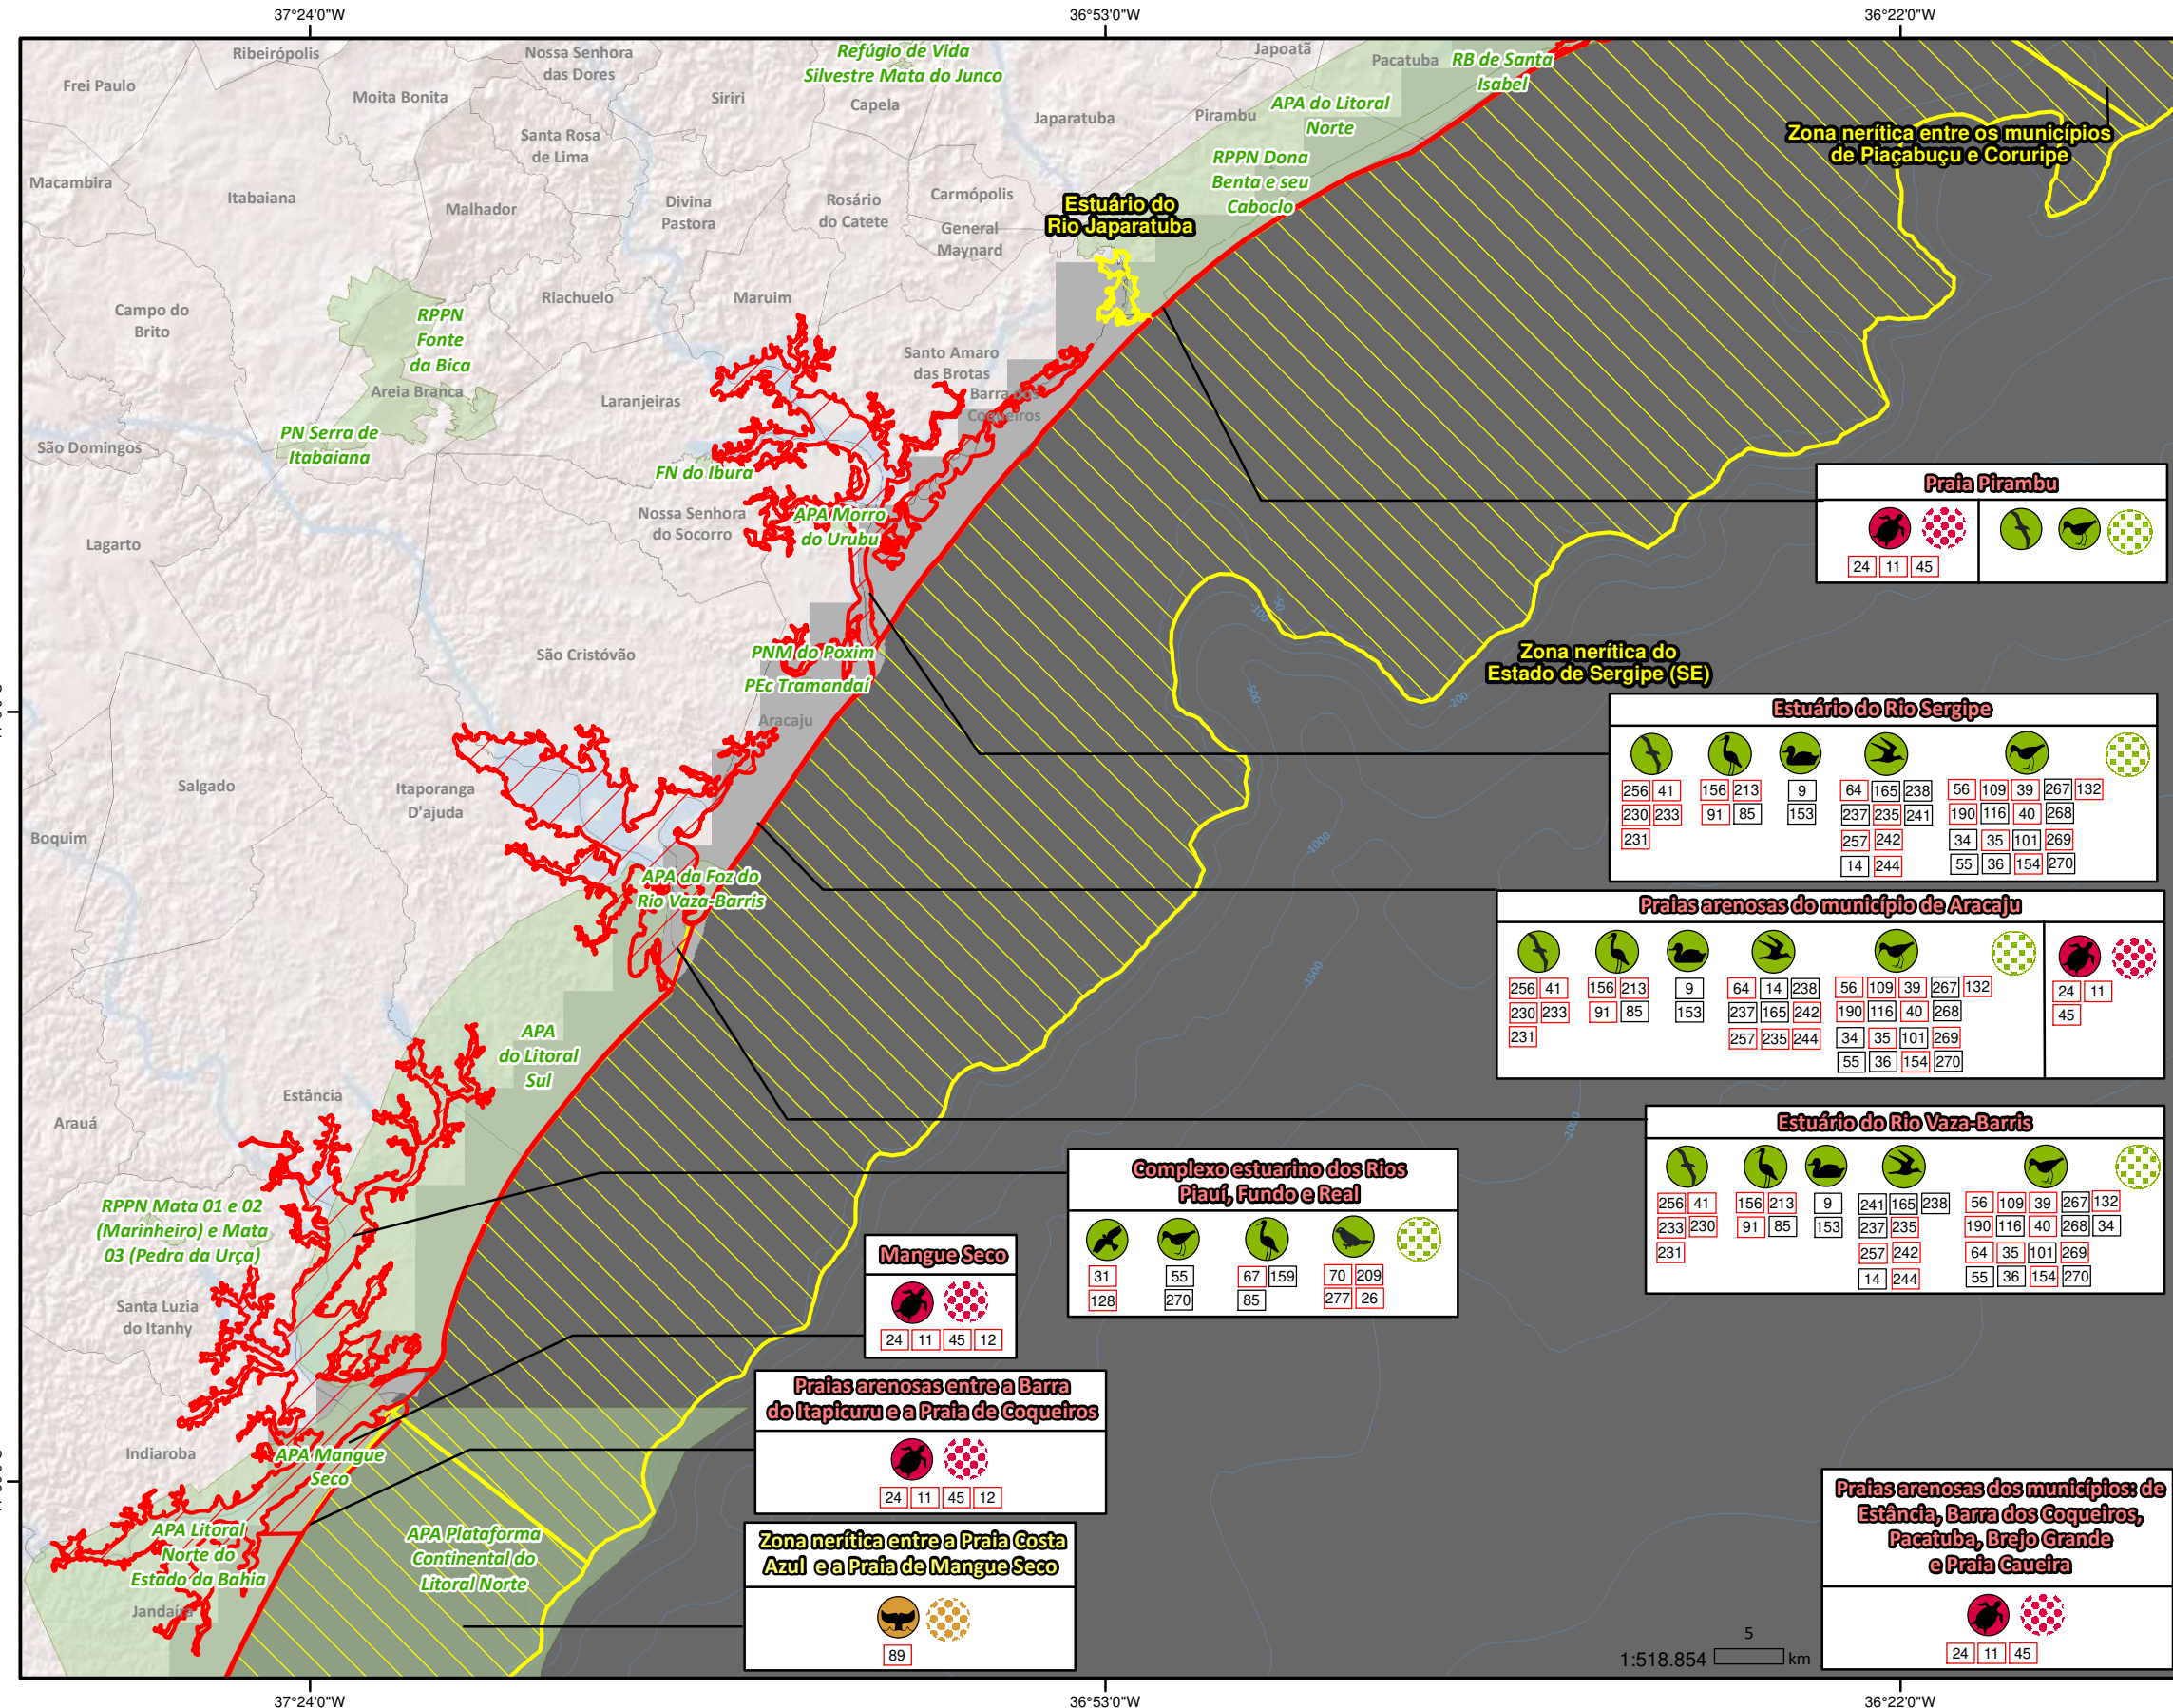 37°24'0"W
36°53'0"W
36°22'0"W
Ribeirópolis
Nossa Senhora
das Dores
Refúgio de Vida
Silvestre Mata do Junco
Japoatã
Pacatuba
RB de Santa
Isabel
Frei Paulo
Moita Bonita
Siriri
Capela
Japaratuba
Pirambu
APA do Litoral
Norte
Zona nerítica entre os municípios
de Piaçabuçu e Coruripe
Santa Rosa
de Lima
RPPN Dona
Benta e seu
Caboclo
Macambira
Itabaiana
Malhador
Divina
Pastora
Rosário
do Catete
Carmópolis
General
Maynard
Estuário do
Rio Japaratuba
Campo do
Brito
RPPN
Fonte
da Bica
Riachuelo
Maruim
Areia Branca
Laranjeiras
Santo Amaro
das Brotas
Barra dos
Coqueiros
São Domingos
PN Serra de
Itabaiana
FN do Ibura
Lagarto
Nossa Senhora
do Socorro
APA Morro
do Urubu
Praia Pirambu
24 11 45
São Cristóvão
PNM do Poxim
PEc Tramandaí
Aracaju
-50
-100
-500
-200
-1000
-1500
-2000
Zona nerítica do
Estado de Sergipe (SE)
Estuário do Rio Sergipe
256 41 156 213 9 64 165 238 56 109 39 267 132
230 233 91 85 153 237 235 241 190 116 40 268
231 257 242 34 35 101 269
14 244 55 36 154 270
Salgado
Itaporanga
D'ajuda
Boquim
APA da Foz do
Rio Vaza-Barris
Praias arenosas do município de Aracaju
256 41 156 213 9 64 14 238 56 109 39 267 132 24 11
230 233 91 85 153 237 165 242 190 116 40 268 45
231 257 235 244 34 35 101 269
55 36 154 270
APA
do Litoral
Sul
Estância
Arauá
Estuário do Rio Vaza-Barris
256 41 156 213 9 241 165 238 56 109 39 267 132
233 230 91 85 153 237 235 190 116 40 268 34
231 257 242 64 35 101 269
14 244 55 36 154 270
Complexo estuarino dos Rios
Piauí, Fundo e Real
31 55 67 159 70 209
128 270 85 277 26
RPPN Mata 01 e 02
(Marinheiro) e Mata
03 (Pedra da Urça)
Santa Luzia
do Itanhy
Mangue Seco
24 11 45 12
Praias arenosas entre a Barra
do Itapicuru e a Praia de Coqueiros
24 11 45 12
Indiaroba
APA Mangue
Seco
APA Litoral
Norte do
Estado da Bahia
Jandaíra
APA Plataforma
Continental do
Litoral Norte
Zona nerítica entre a Praia Costa
Azul e a Praia de Mangue Seco
89
Praias arenosas dos municípios: de
Estância, Barra dos Coqueiros,
Pacatuba, Brejo Grande
e Praia Caueira
24 11 45
5
1:518.854 km
37°24'0"W
36°53'0"W
36°22'0"W